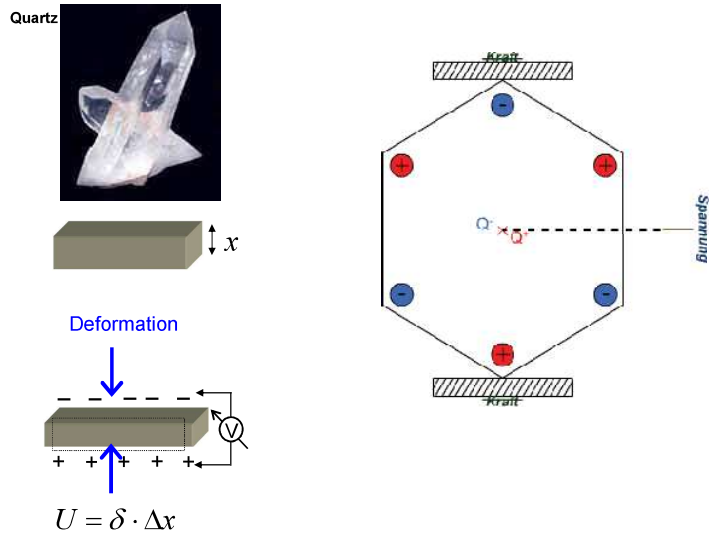 Quartz
x
Deformation
− − − − −
V
+ + + + +
U = δ · Δx
Kraft
-
+ +
Q⁻
Q⁺
Spannung
- -
+
Kraft